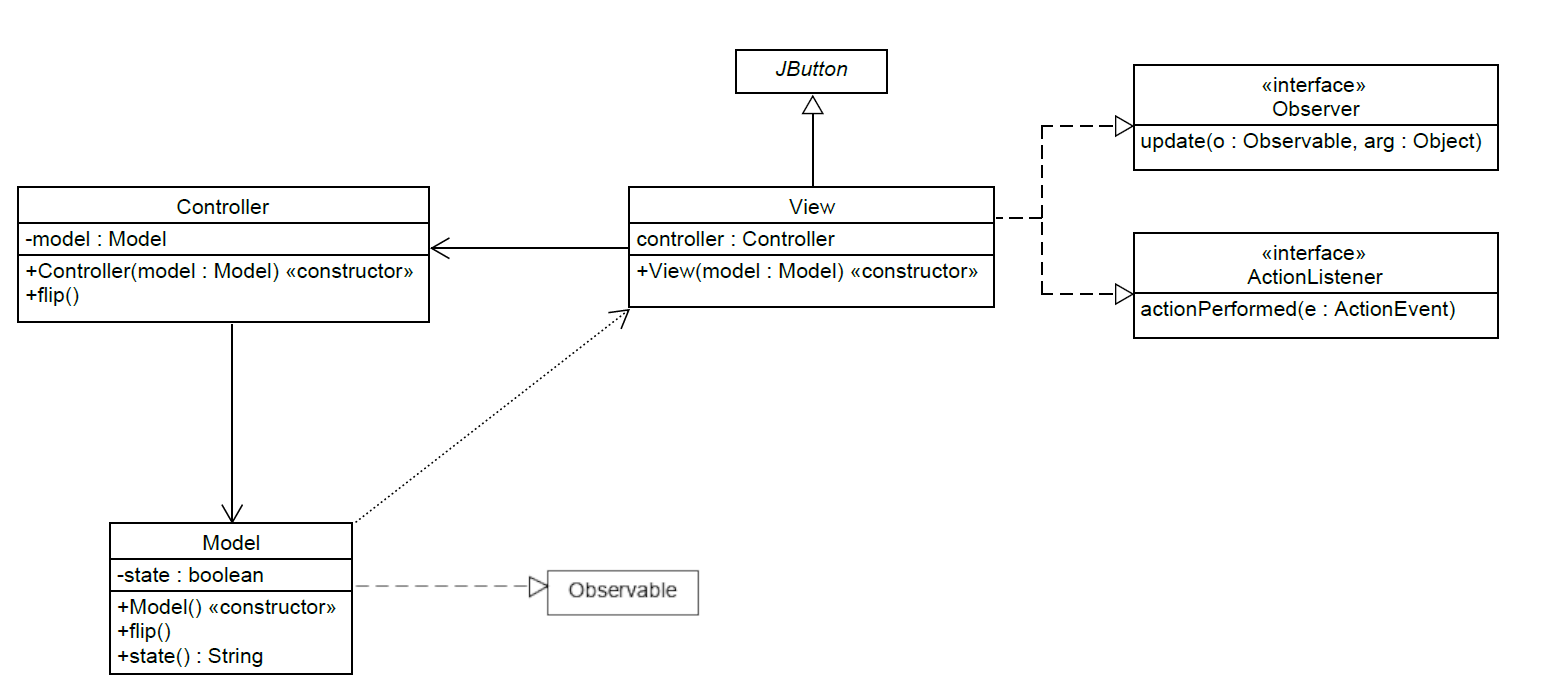 JButton
«interface»
Observer
update(o : Observable, arg : Object)
Controller
-model : Model
+Controller(model : Model) «constructor»
+flip()
View
controller : Controller
+View(model : Model) «constructor»
«interface»
ActionListener
actionPerformed(e : ActionEvent)
Model
-state : boolean
+Model() «constructor»
+flip()
+state() : String
Observable